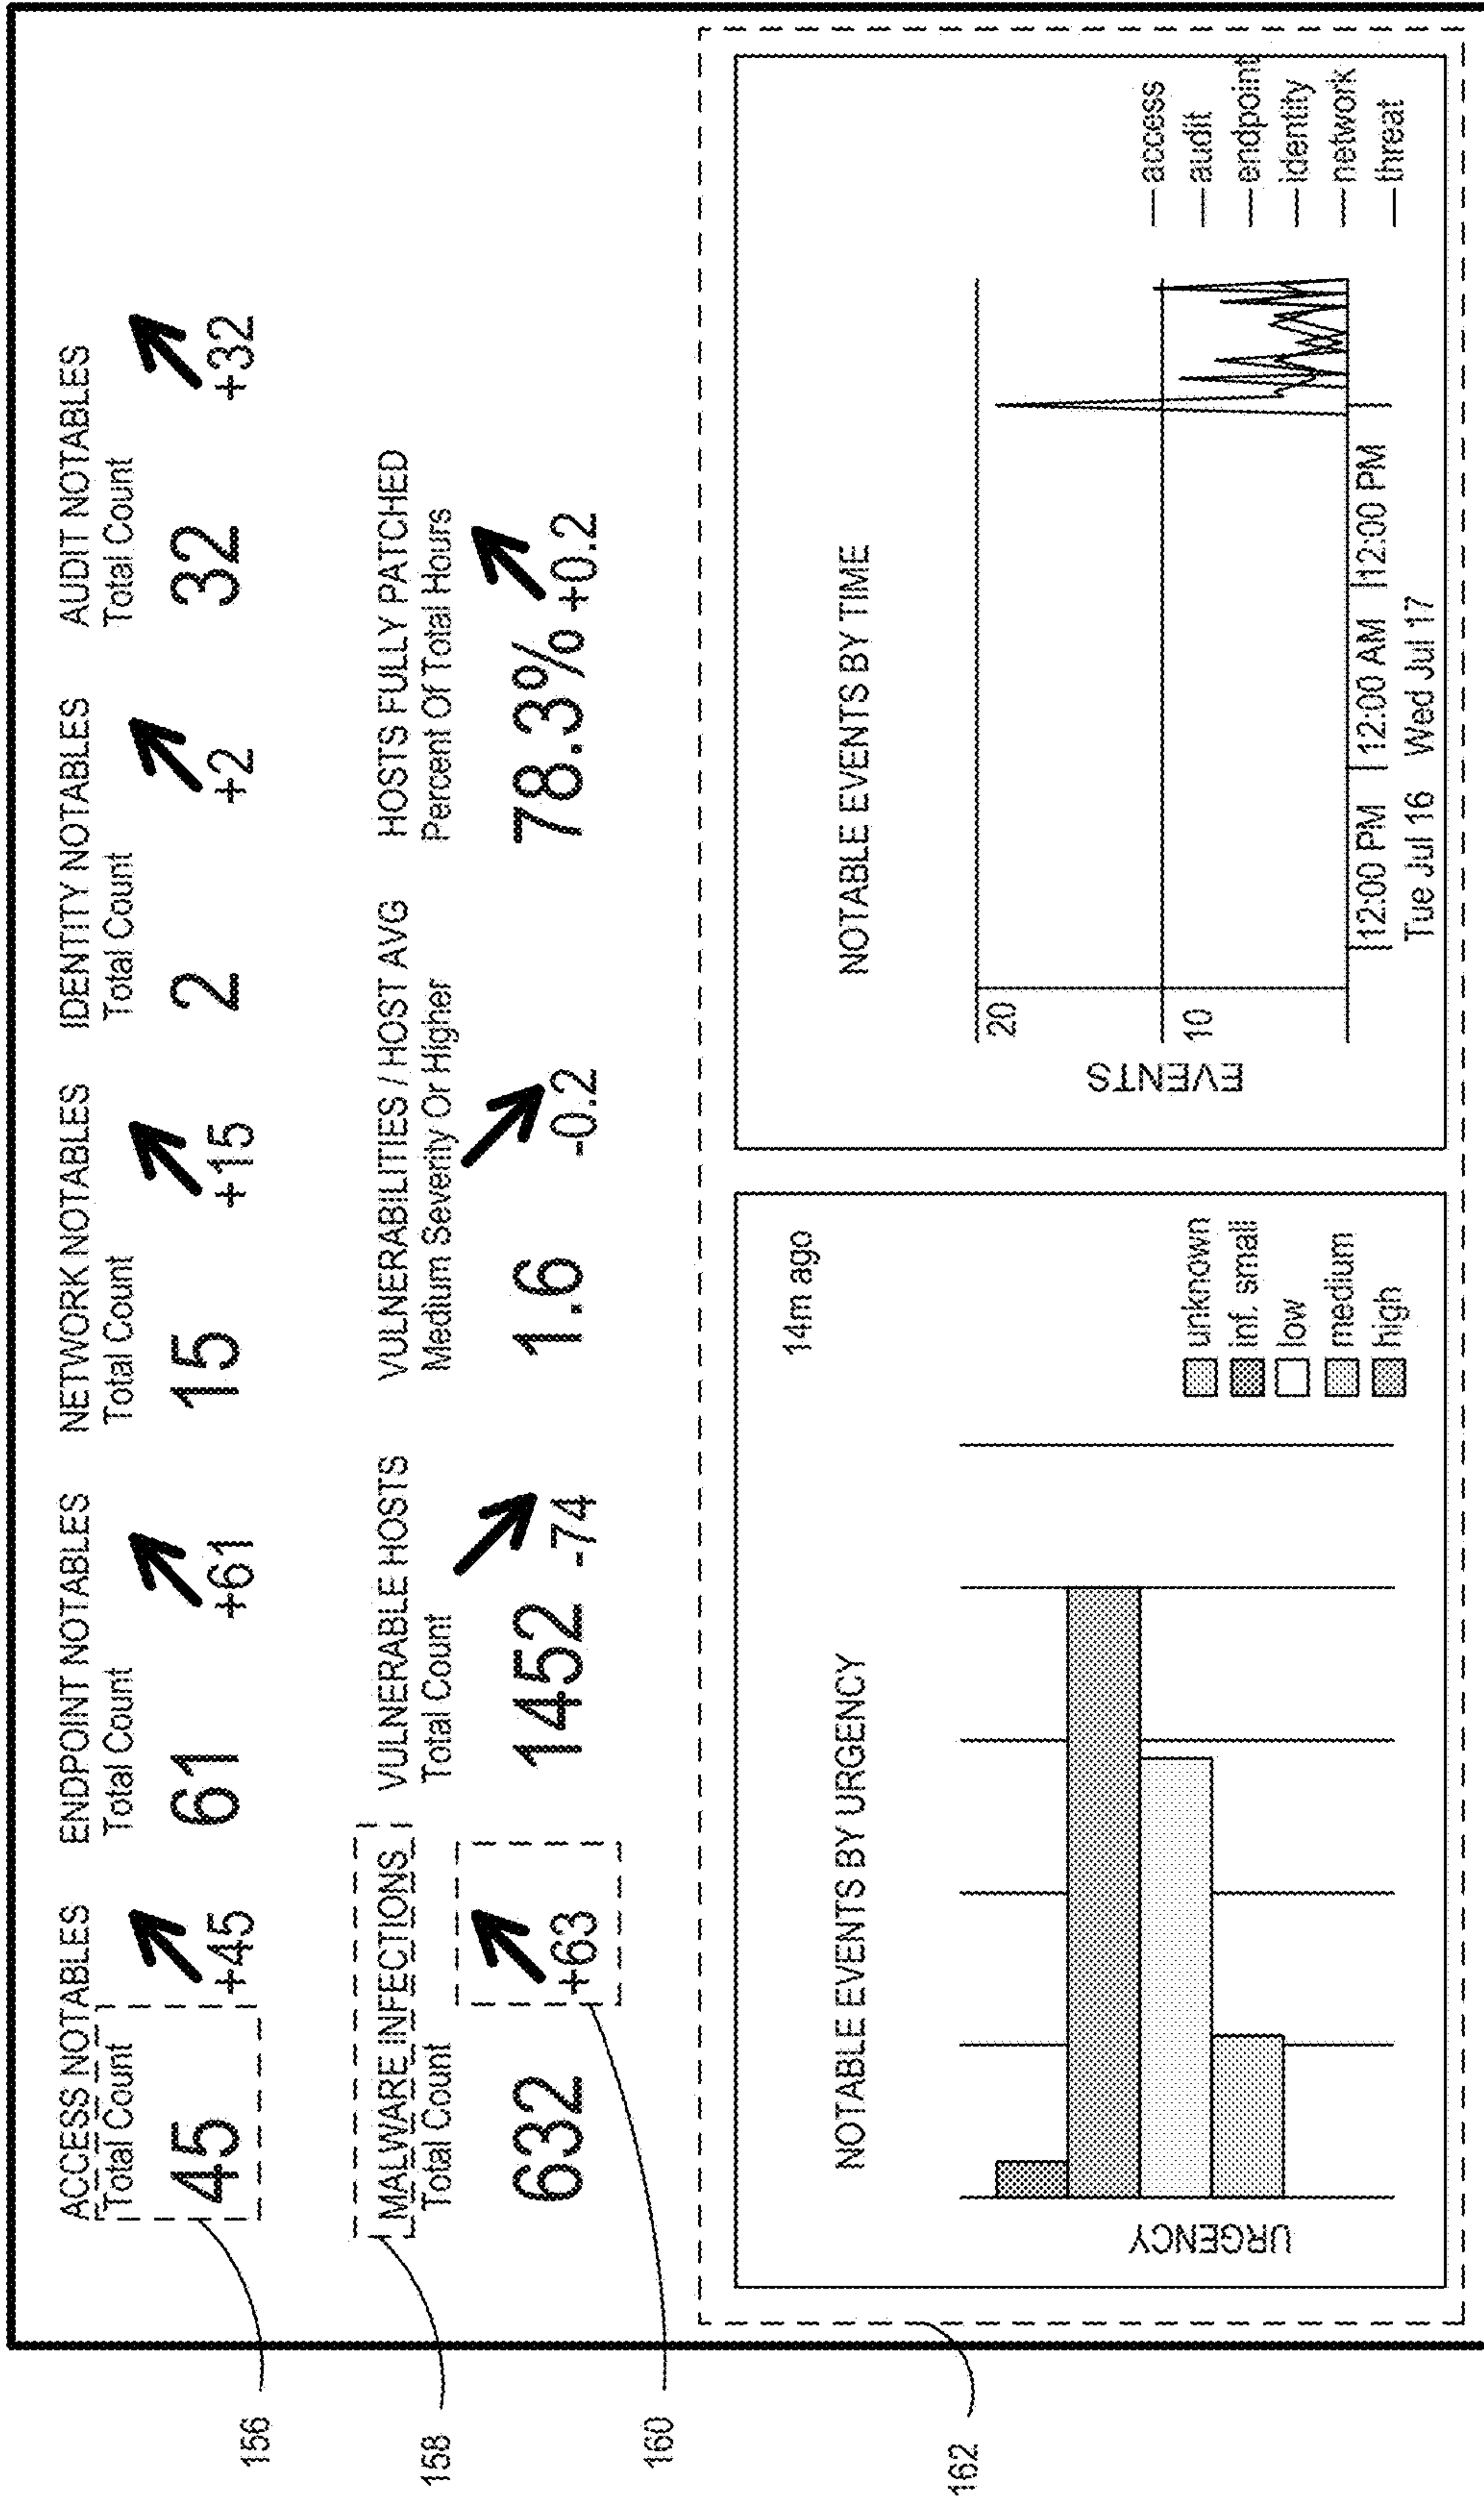 ACCESS NOTABLES
Total Count
45
+45
ENDPOINT NOTABLES
Total Count
61
+61
NETWORK NOTABLES
Total Count
15
+15
IDENTITY NOTABLES
Total Count
2
+2
AUDIT NOTABLES
Total Count
32
+32
MALWARE INFECTIONS
Total Count
632
+63
VULNERABLE HOSTS
Total Count
1452
-74
VULNERABILITIES / HOST AVG
Medium Severity Or Higher
1.6
-0.2
HOSTS FULLY PATCHED
Percent Of Total Hours
78.3%
+0.2
NOTABLE EVENTS BY URGENCY
14m ago
URGENCY
unknown
inf. small
low
medium
high
NOTABLE EVENTS BY TIME
EVENTS
20
10
12:00 PM
12:00 AM
12:00 PM
Tue Jul 16
Wed Jul 17
access
audit
endpoint
identity
network
threat
156
158
160
162